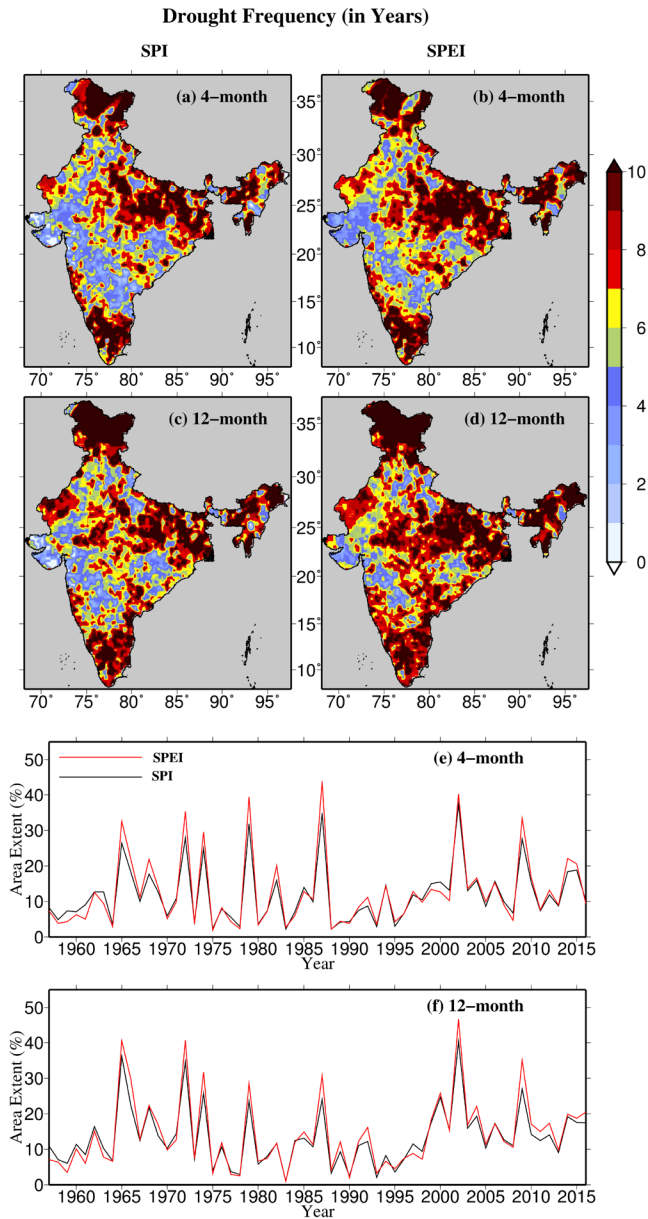 Drought Frequency (in Years)
SPI
SPEI
(a) 4−month
(b) 4−month
35°
30°
25°
20°
15°
10°
70 75 80 85 90 95
70 75 80 85 90 95
(c) 12−month
(d) 12−month
35°
30°
25°
20°
15°
10°
70 75 80 85 90 95
70 75 80 85 90 95
10
8
6
4
2
0
(e) 4−month
SPEI
SPI
50
40
30
20
10
0
Area Extent (%)
1960 1965 1970 1975 1980 1985 1990 1995 2000 2005 2010 2015
Year
(f) 12−month
50
40
30
20
10
0
Area Extent (%)
1960 1965 1970 1975 1980 1985 1990 1995 2000 2005 2010 2015
Year